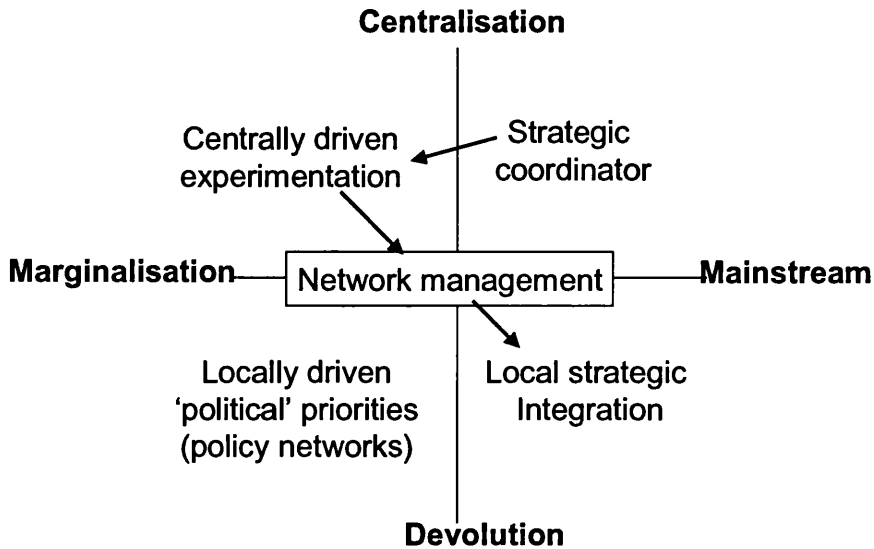 Centralisation
Centrally driven
experimentation
Strategic
coordinator
Marginalisation
Network management
Mainstream
Locally driven
‘political’ priorities
(policy networks)
Local strategic
Integration
Devolution